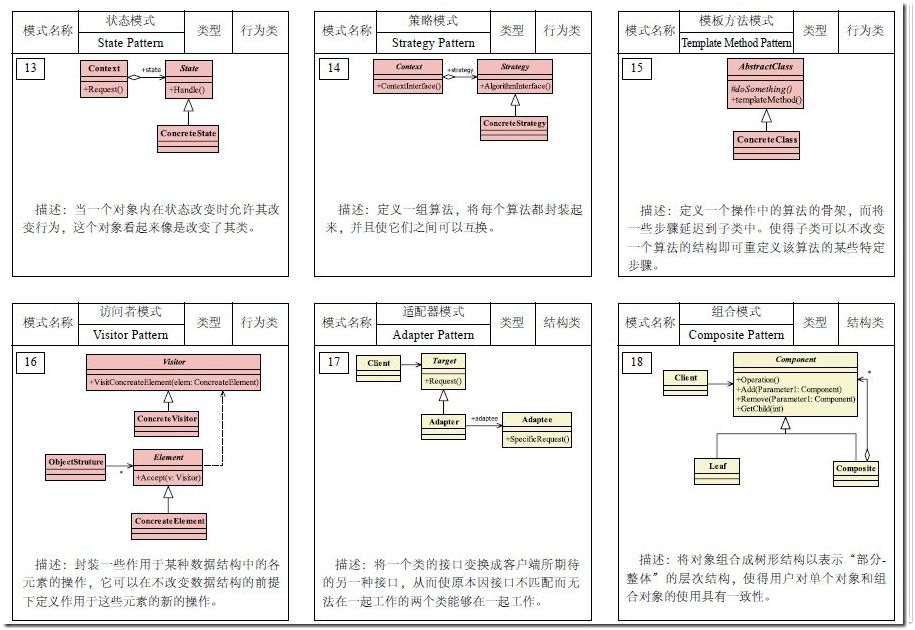 模式名称
状态模式
State Pattern
类型
行为类
13
Context
+Request()
+state
State
+Handle()
ConcreteState
描述：当一个对象内在状态改变时允许其改
变行为，这个对象看起来像是改变了其类。
模式名称
策略模式
Strategy Pattern
类型
行为类
14
Context
+ContextInterface()
+strategy
Strategy
+AlgorithmInterface()
ConcreteStrategy
描述：定义一组算法，将每个算法都封装起
来，并且使它们之间可以互换。
模式名称
模板方法模式
Template Method Pattern
类型
行为类
15
AbstractClass
#doSomething()
+templateMethod()
ConcreteClass
描述：定义一个操作中的算法的骨架，而将
一些步骤延迟到子类中。使得子类可以不改变
一个算法的结构即可重定义该算法的某些特定
步骤。
模式名称
访问者模式
Visitor Pattern
类型
行为类
16
Visitor
+VisitConcreateElement(elem: ConcreateElement)
ConcreteVisitor
ObjectStruture
*
Element
+Accept(v: Visitor)
ConcreateElement
描述：封装一些作用于某种数据结构中的各
元素的操作，它可以在不改变数据结构的前提
下定义作用于这些元素的新的操作。
模式名称
适配器模式
Adapter Pattern
类型
结构类
17
Client
Target
+Request()
Adapter
+adaptee
Adaptee
+SpecificRequest()
描述：将一个类的接口变换成客户端所期待
的另一种接口，从而使原本因接口不匹配而无
法在一起工作的两个类能够在一起工作。
模式名称
组合模式
Composite Pattern
类型
结构类
18
Client
Component
+Operation()
+Add(Parameter1: Component)
+Remove(Parameter1: Component)
+GetChild(int)
*
Leaf
Composite
描述：将对象组合成树形结构以表示“部分-
整体”的层次结构，使得用户对单个对象和组
合对象的使用具有一致性。